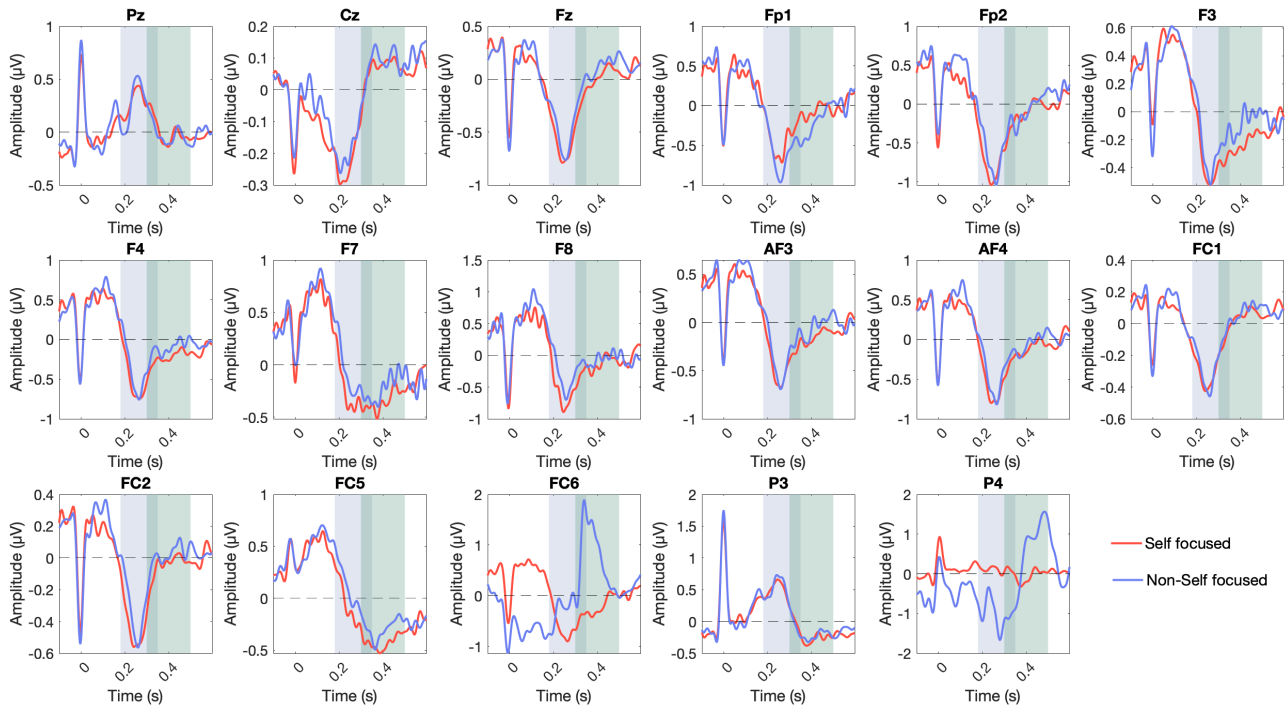 Pz
Cz
Fz
Fp1
Fp2
F3
Amplitude (µV)
1
0.5
0
-0.5
0
0.2
0.4
Time (s)
Amplitude (µV)
0.2
0.1
0
-0.1
-0.2
-0.3
0
0.2
0.4
Time (s)
Amplitude (µV)
0.5
0
-0.5
-1
0
0.2
0.4
Time (s)
Amplitude (µV)
1
0.5
0
-0.5
-1
0
0.2
0.4
Time (s)
Amplitude (µV)
1
0.5
0
-0.5
-1
0
0.2
0.4
Time (s)
Amplitude (µV)
0.6
0.4
0.2
0
-0.2
-0.4
0
0.2
0.4
Time (s)
F4
F7
F8
AF3
AF4
FC1
Amplitude (µV)
1
0.5
0
-0.5
-1
0
0.2
0.4
Time (s)
Amplitude (µV)
1
0.5
0
-0.5
0
0.2
0.4
Time (s)
Amplitude (µV)
1.5
1
0.5
0
-0.5
-1
0
0.2
0.4
Time (s)
Amplitude (µV)
0.5
0
-0.5
-1
0
0.2
0.4
Time (s)
Amplitude (µV)
1
0.5
0
-0.5
-1
0
0.2
0.4
Time (s)
Amplitude (µV)
0.4
0.2
0
-0.2
-0.4
-0.6
0
0.2
0.4
Time (s)
FC2
FC5
FC6
P3
P4
Amplitude (µV)
0.4
0.2
0
-0.2
-0.4
-0.6
0
0.2
0.4
Time (s)
Amplitude (µV)
1
0.5
0
-0.5
0
0.2
0.4
Time (s)
Amplitude (µV)
2
1
0
-1
0
0.2
0.4
Time (s)
Amplitude (µV)
2
1.5
1
0.5
0
-0.5
0
0.2
0.4
Time (s)
Amplitude (µV)
2
1
0
-1
-2
0
0.2
0.4
Time (s)
Self focused
Non-Self focused